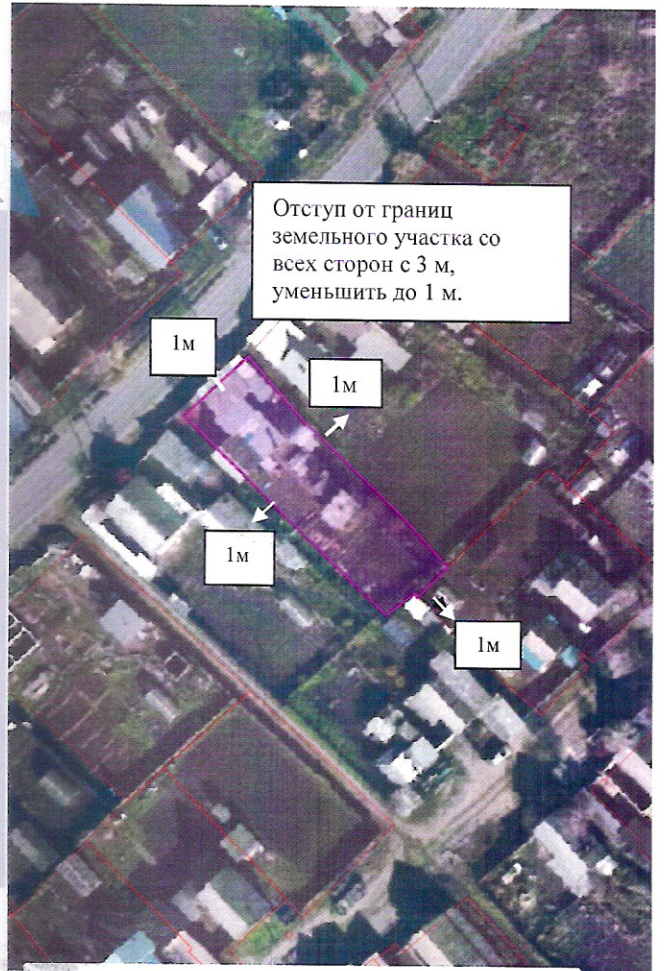 Отступ от границ
земельного участка со
всех сторон с 3 м,
уменьшить до 1 м.
1м
1м
1м
1м